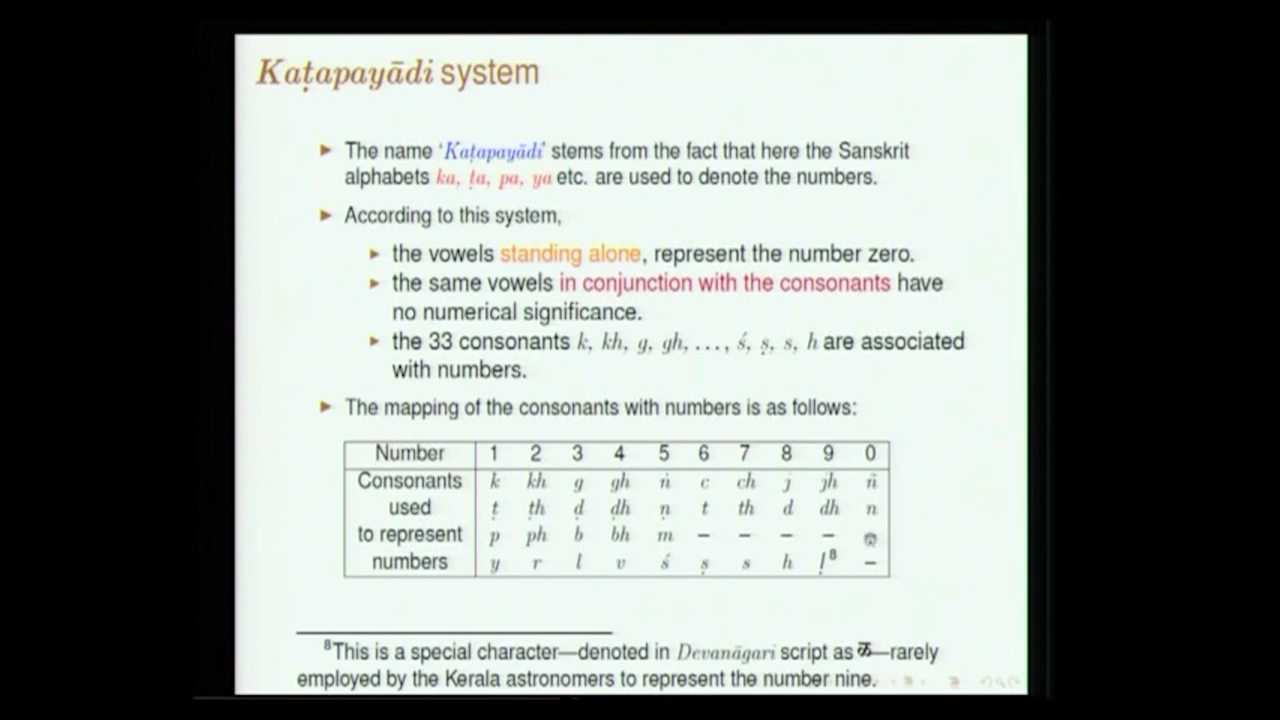 Kaṭapayādi system
► The name ‘Kaṭapayādi’ stems from the fact that here the Sanskrit
alphabets ka, ṭa, pa, ya etc. are used to denote the numbers.
► According to this system,
► the vowels standing alone, represent the number zero.
► the same vowels in conjunction with the consonants have
no numerical significance.
► the 33 consonants k, kh, g, gh, ..., ś, ṣ, s, h are associated
with numbers.
► The mapping of the consonants with numbers is as follows:
Number 1 2 3 4 5 6 7 8 9 0
Consonants k kh g gh ṅ c ch j jh ñ
used ṭ ṭh ḍ ḍh ṇ t th d dh n
to represent p ph b bh m – – – –
numbers y r l v ś ṣ s h ḷ⁸ –
⁸This is a special character—denoted in Devanāgari script as ळ—rarely
employed by the Kerala astronomers to represent the number nine.